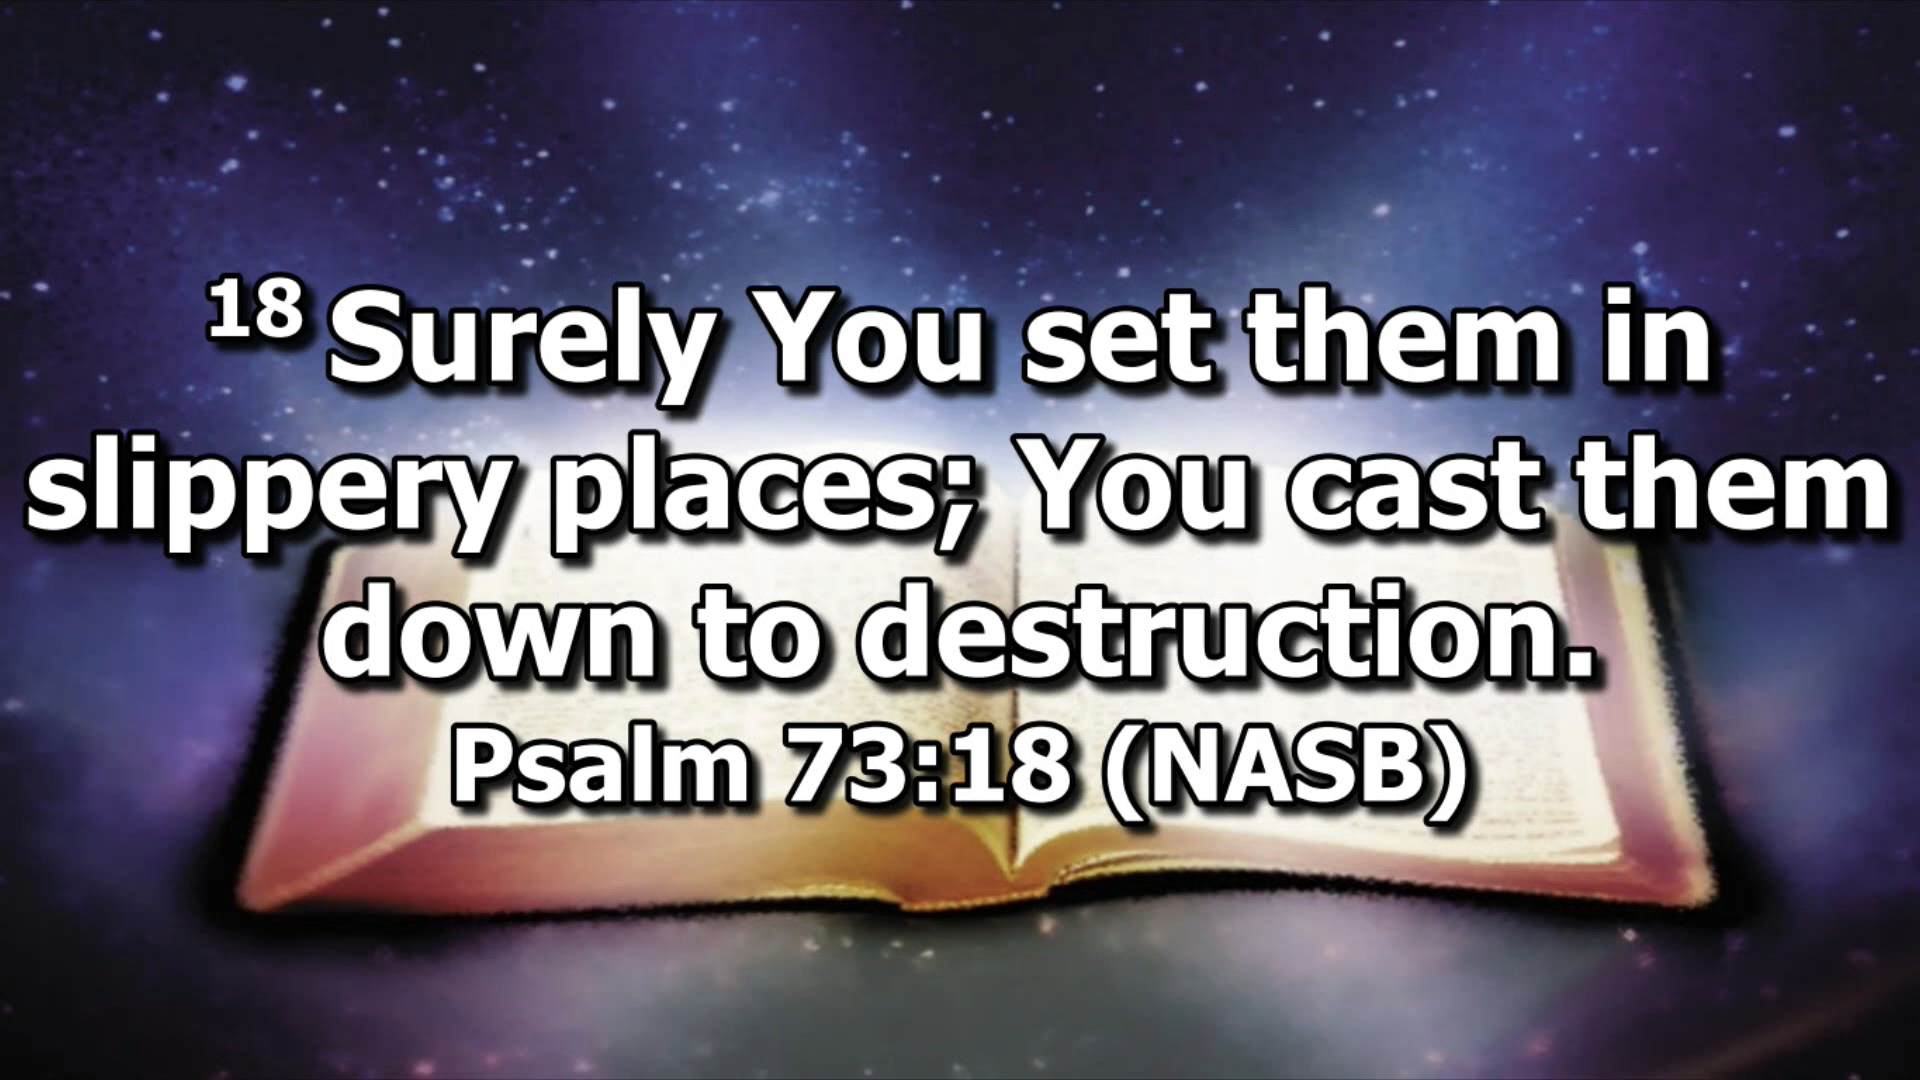 18 Surely You set them in
slippery places; You cast them
down to destruction.
Psalm 73:18 (NASB)